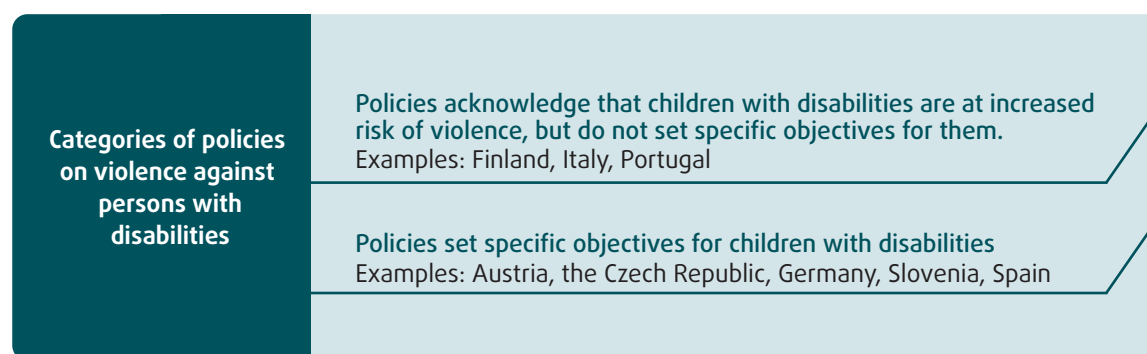 Categories of policies
on violence against
persons with
disabilities
Policies acknowledge that children with disabilities are at increased
risk of violence, but do not set specific objectives for them.
Examples: Finland, Italy, Portugal
Policies set specific objectives for children with disabilities
Examples: Austria, the Czech Republic, Germany, Slovenia, Spain